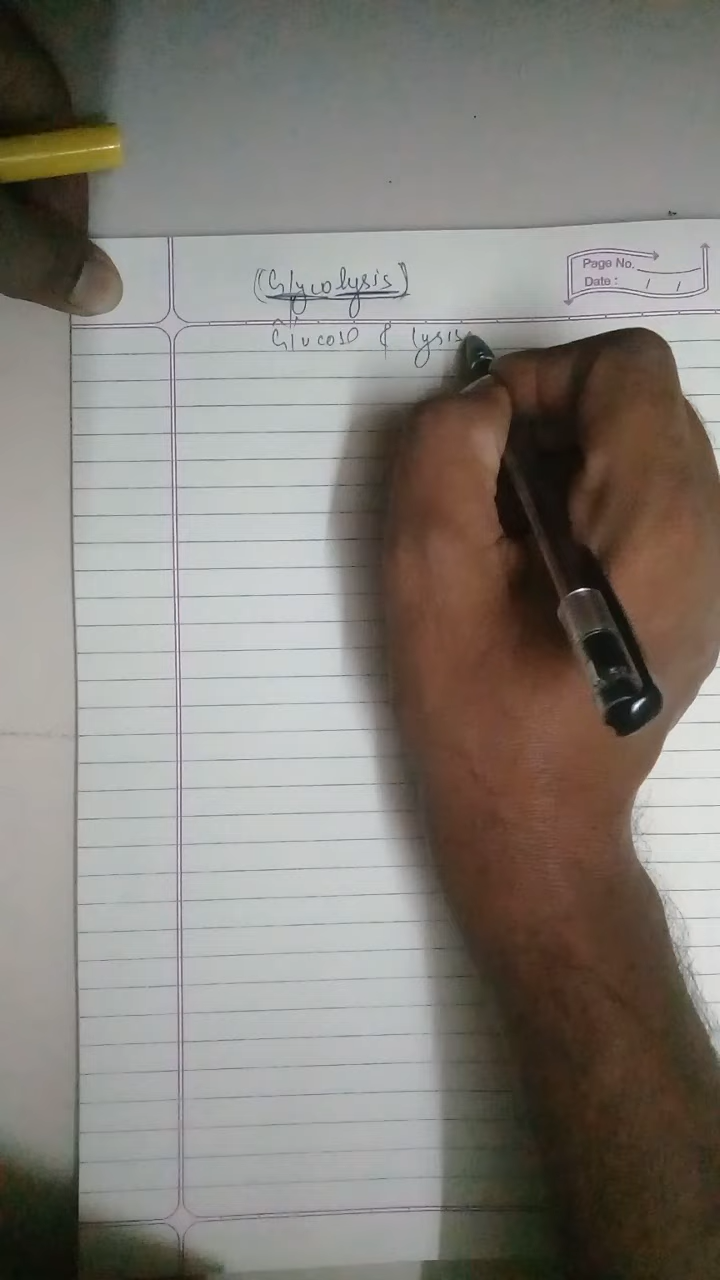 (Glycolysis)
Page No.
Date : / /
Glucose & lysis